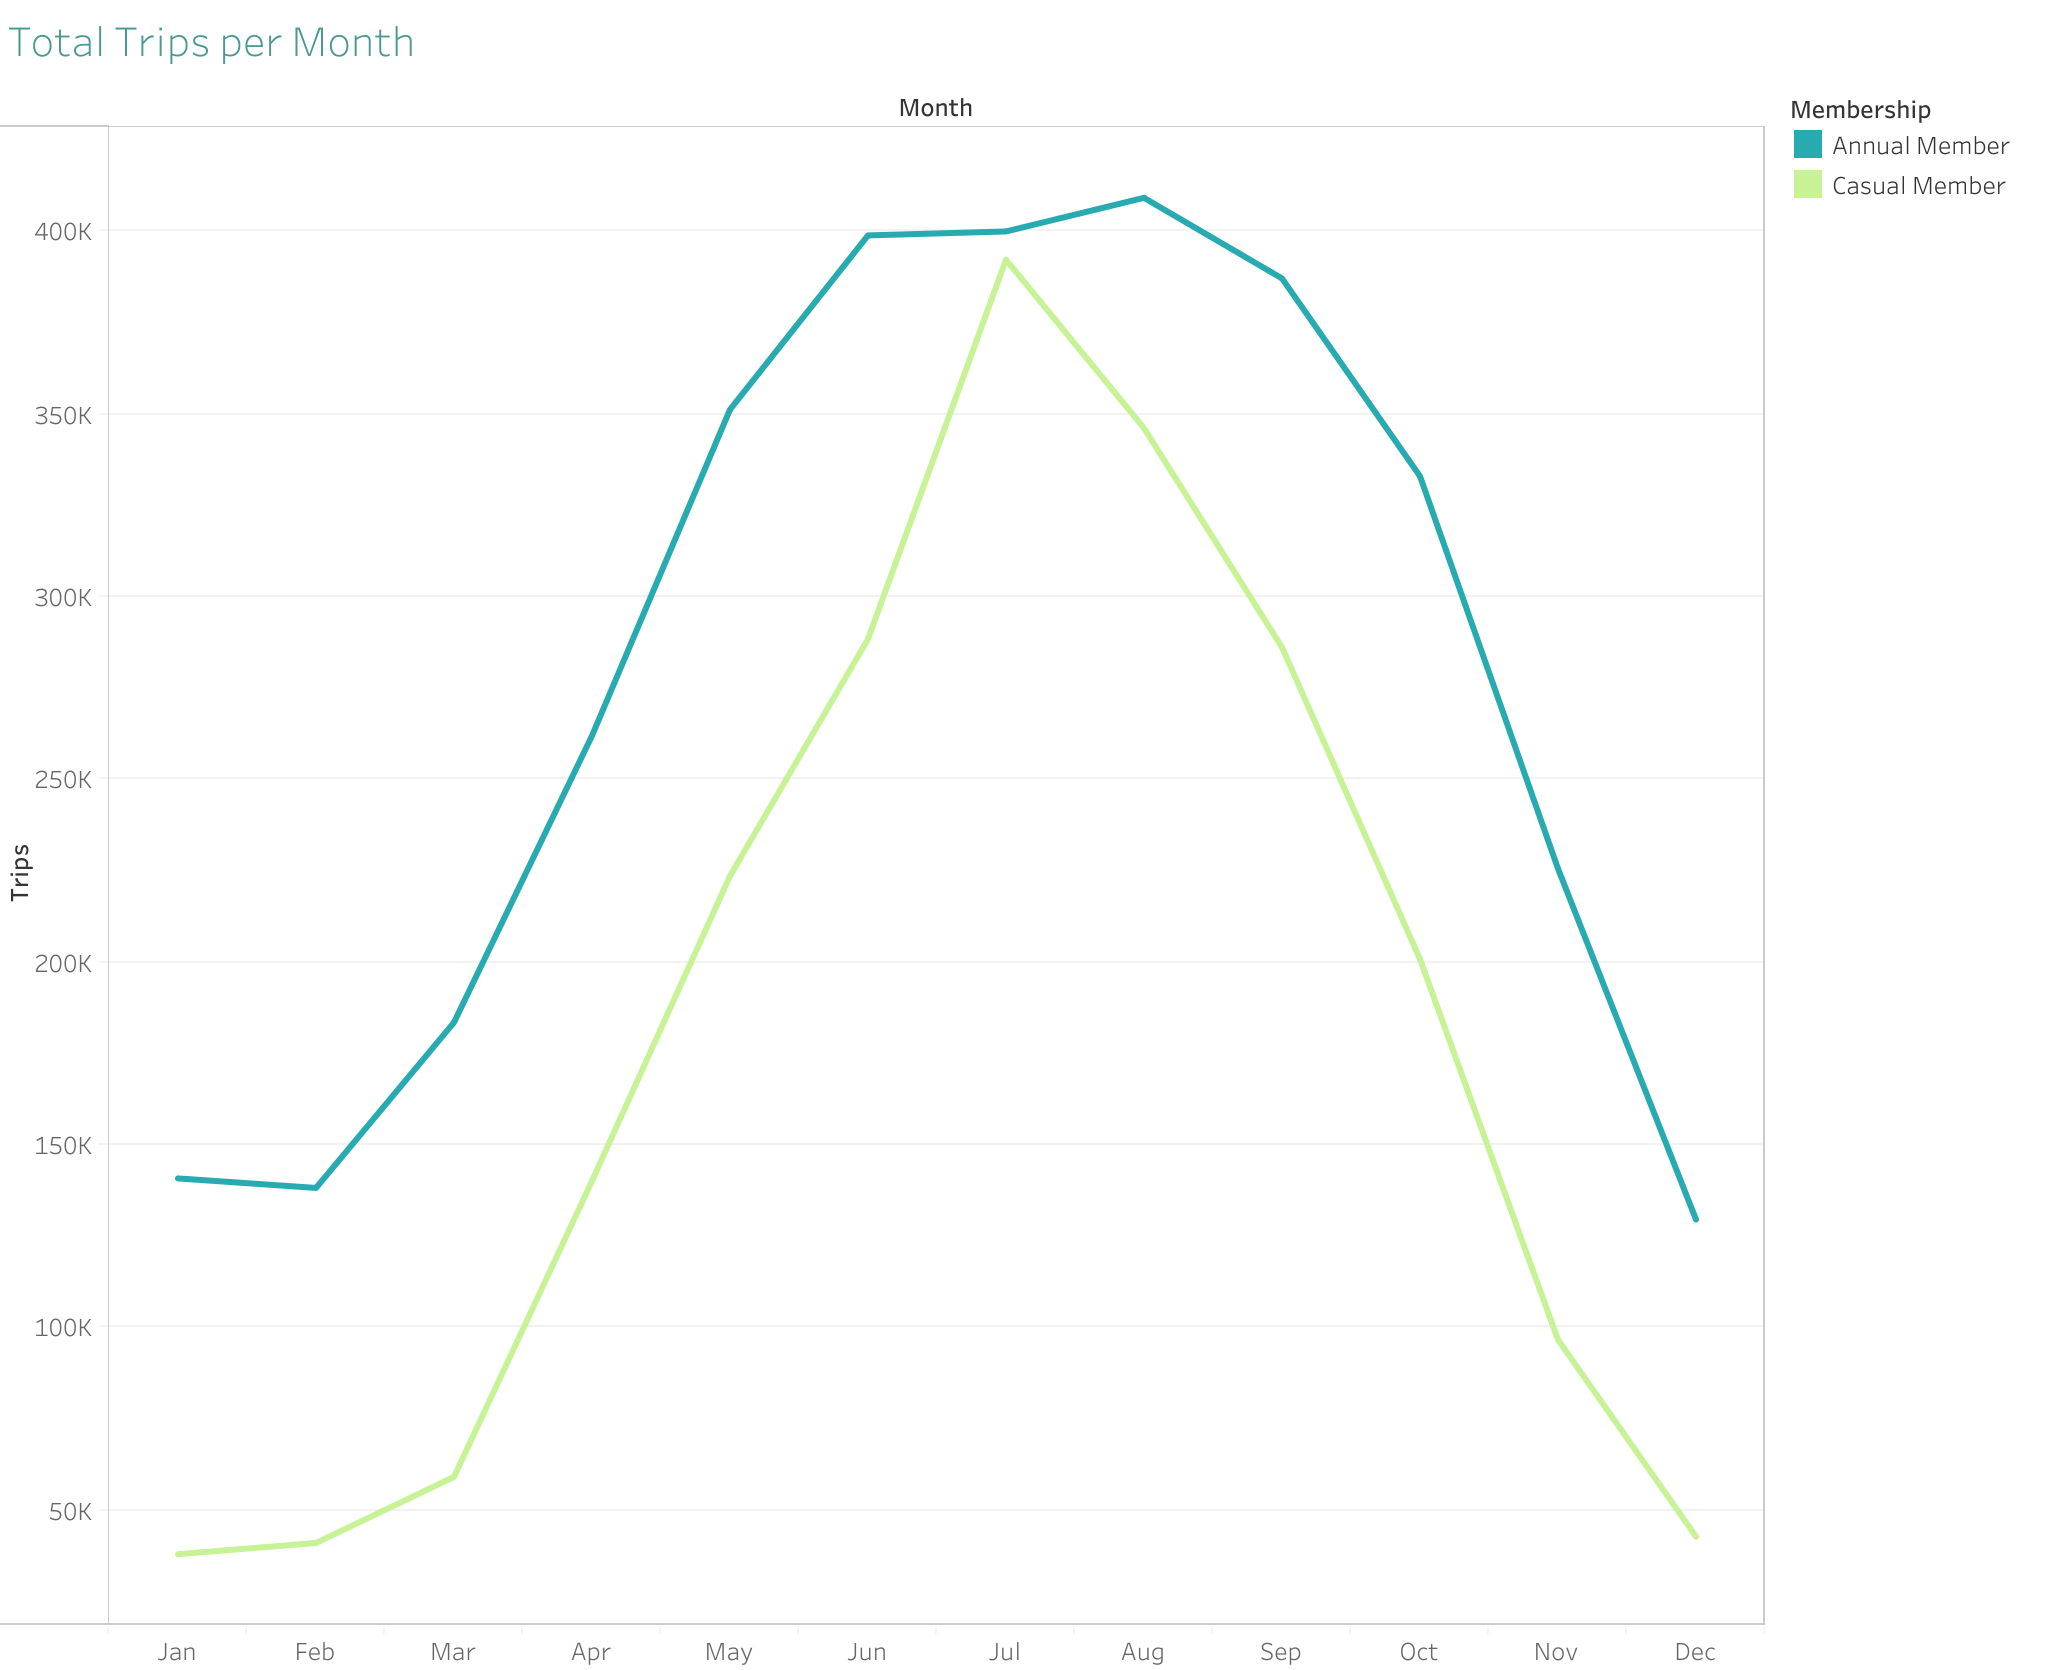 Total Trips per Month
Month
Membership
Annual Member
Casual Member
400K
350K
300K
250K
200K
150K
100K
50K
Trips
Jan Feb Mar Apr May Jun Jul Aug Sep Oct Nov Dec